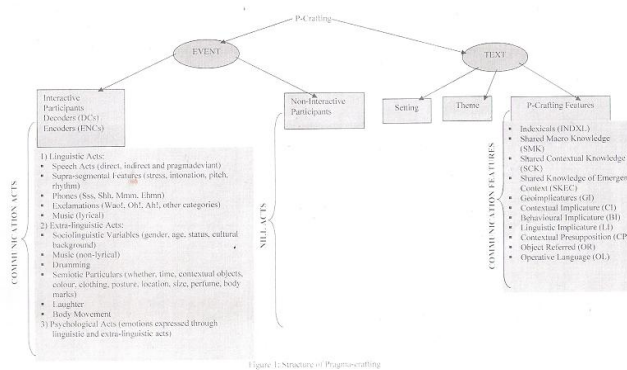 P-Crafting
EVENT
TEXT
Interactive
Participants
Decoders (DCs)
Encoders (ENCs)
Non-Interactive
Participants
Setting
Theme
P-Crafting Features
COMMUNICATION ACTS
1) Linguistic Acts:
• Speech Acts (direct, indirect and pragmadeviant)
• Supra-segmental Features (stress, intonation, pitch,
rhythm)
• Phones (Sss, Shh, Mmm, Ehmn)
• Exclamations (Wao!, Oh!, Ah!, other categories)
• Music (lyrical)
2) Extra-linguistic Acts:
• Sociolinguistic Variables (gender, age, status, cultural
background)
• Music (non-lyrical)
• Drumming
• Semiotic Particulars (whether, time, contextual objects,
colour, clothing, posture, location, size, perfume, body
marks)
• Laughter
• Body Movement
3) Psychological Acts (emotions expressed through
linguistic and extra-linguistic acts)
NILL ACTS
COMMUNICATION FEATURES
• Indexicals (INDXL)
• Shared Macro Knowledge
(SMK)
• Shared Contextual Knowledge
(SCK)
• Shared Knowledge of Emergen
Context (SKEC)
• Geoimplicatures (GI)
• Contextual Implicature (CI)
• Behavioural Implicature (BI)
• Linguistic Implicature (LI)
• Contextual Presupposition (CP
• Object Referred (OR)
• Operative Language (OL)
Figure 1: Structure of Pragma-crafting